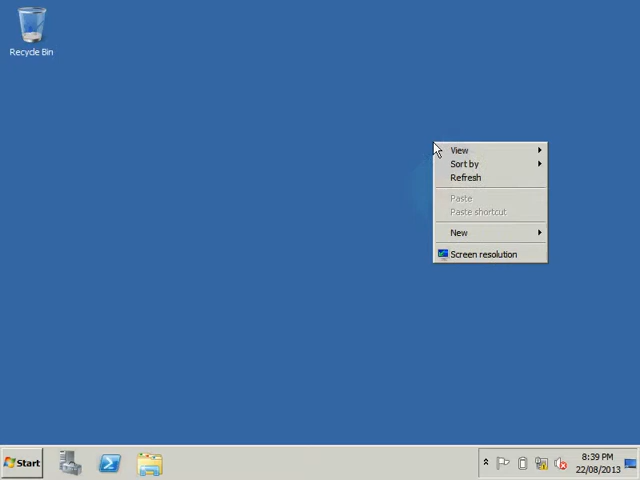 Recycle Bin
View
Sort by
Refresh
Paste
Paste shortcut
New
Screen resolution
Start
8:39 PM
22/08/2013